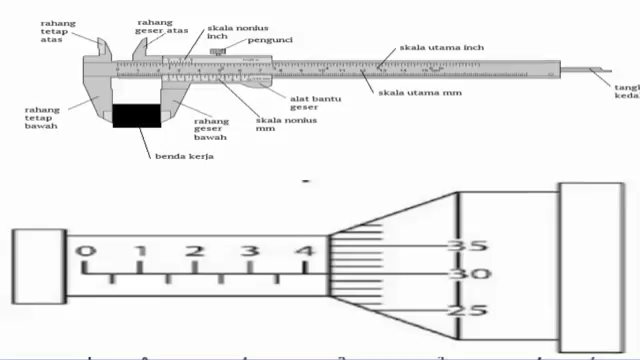 rahang
tetap
atas
rahang
geser atas
skala nonius
inch
pengunci
skala utama inch
skala utama mm
rahang
tetap
bawah
rahang
geser
bawah
alat bantu
geser
skala nonius
mm
benda kerja
0 1 2 3 4
35
30
25